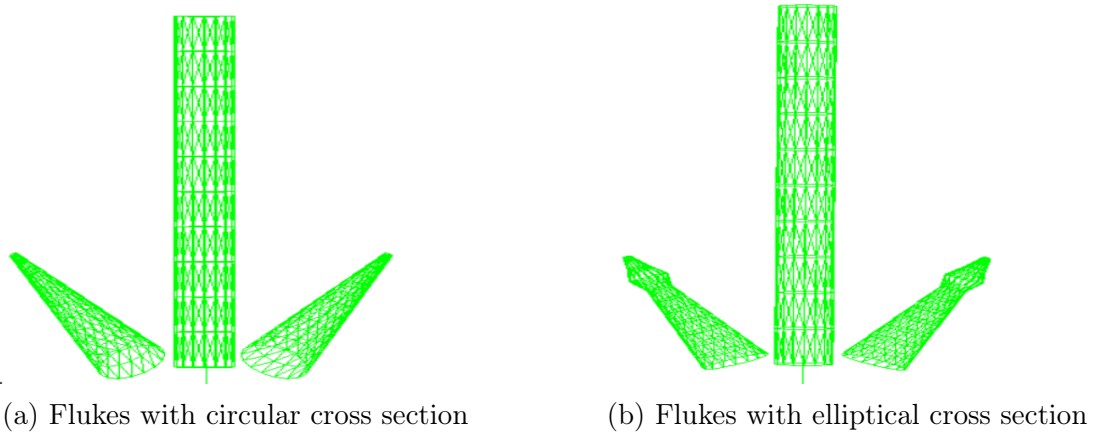 (a) Flukes with circular cross section
(b) Flukes with elliptical cross section